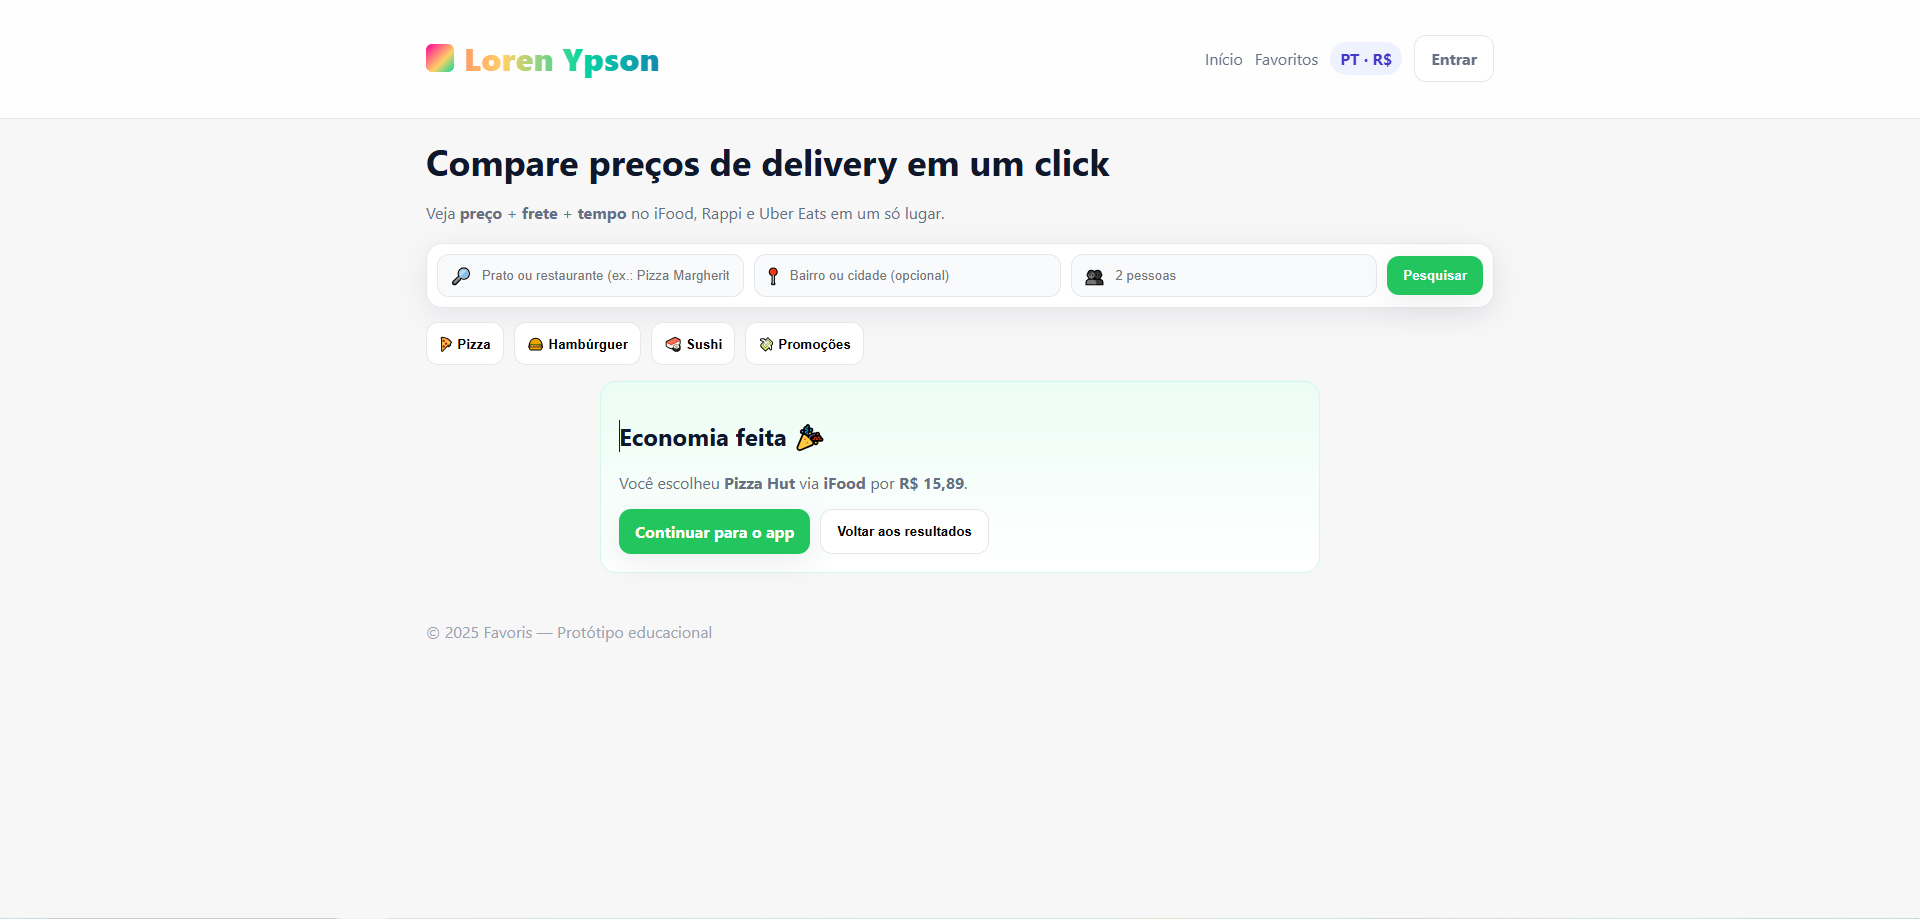 Loren Ypson
Início Favoritos PT · R$ Entrar
Compare preços de delivery em um click
Veja preço + frete + tempo no iFood, Rappi e Uber Eats em um só lugar.
Prato ou restaurante (ex.: Pizza Margherit Bairro ou cidade (opcional) 2 pessoas Pesquisar
Pizza Hambúrguer Sushi Promoções
Economia feita
Você escolheu Pizza Hut via iFood por R$ 15,89.
Continuar para o app Voltar aos resultados
© 2025 Favoris — Protótipo educacional